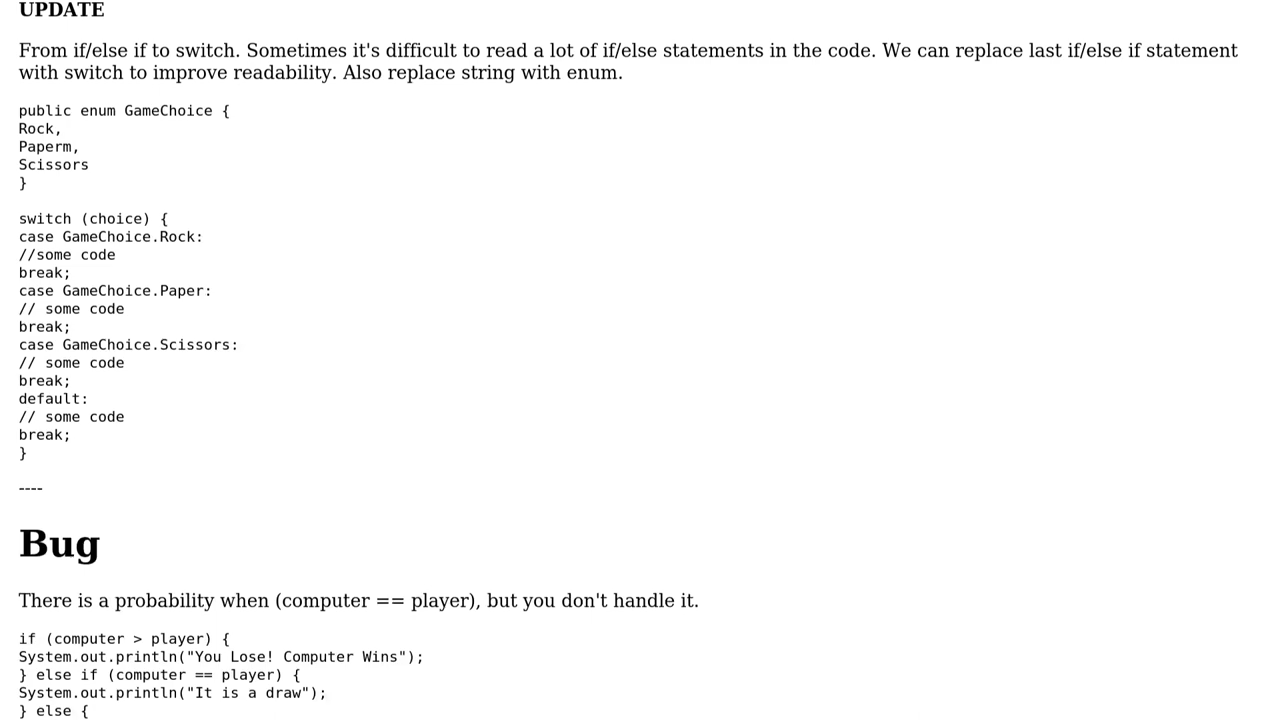 UPDATE
From if/else if to switch. Sometimes it's difficult to read a lot of if/else statements in the code. We can replace last if/else if statement
with switch to improve readability. Also replace string with enum.
public enum GameChoice {
Rock,
Paperm,
Scissors
}
switch (choice) {
case GameChoice.Rock:
//some code
break;
case GameChoice.Paper:
// some code
break;
case GameChoice.Scissors:
// some code
break;
default:
// some code
break;
}
----
Bug
There is a probability when (computer == player), but you don't handle it.
if (computer > player) {
System.out.println("You Lose! Computer Wins");
} else if (computer == player) {
System.out.println("It is a draw");
} else {